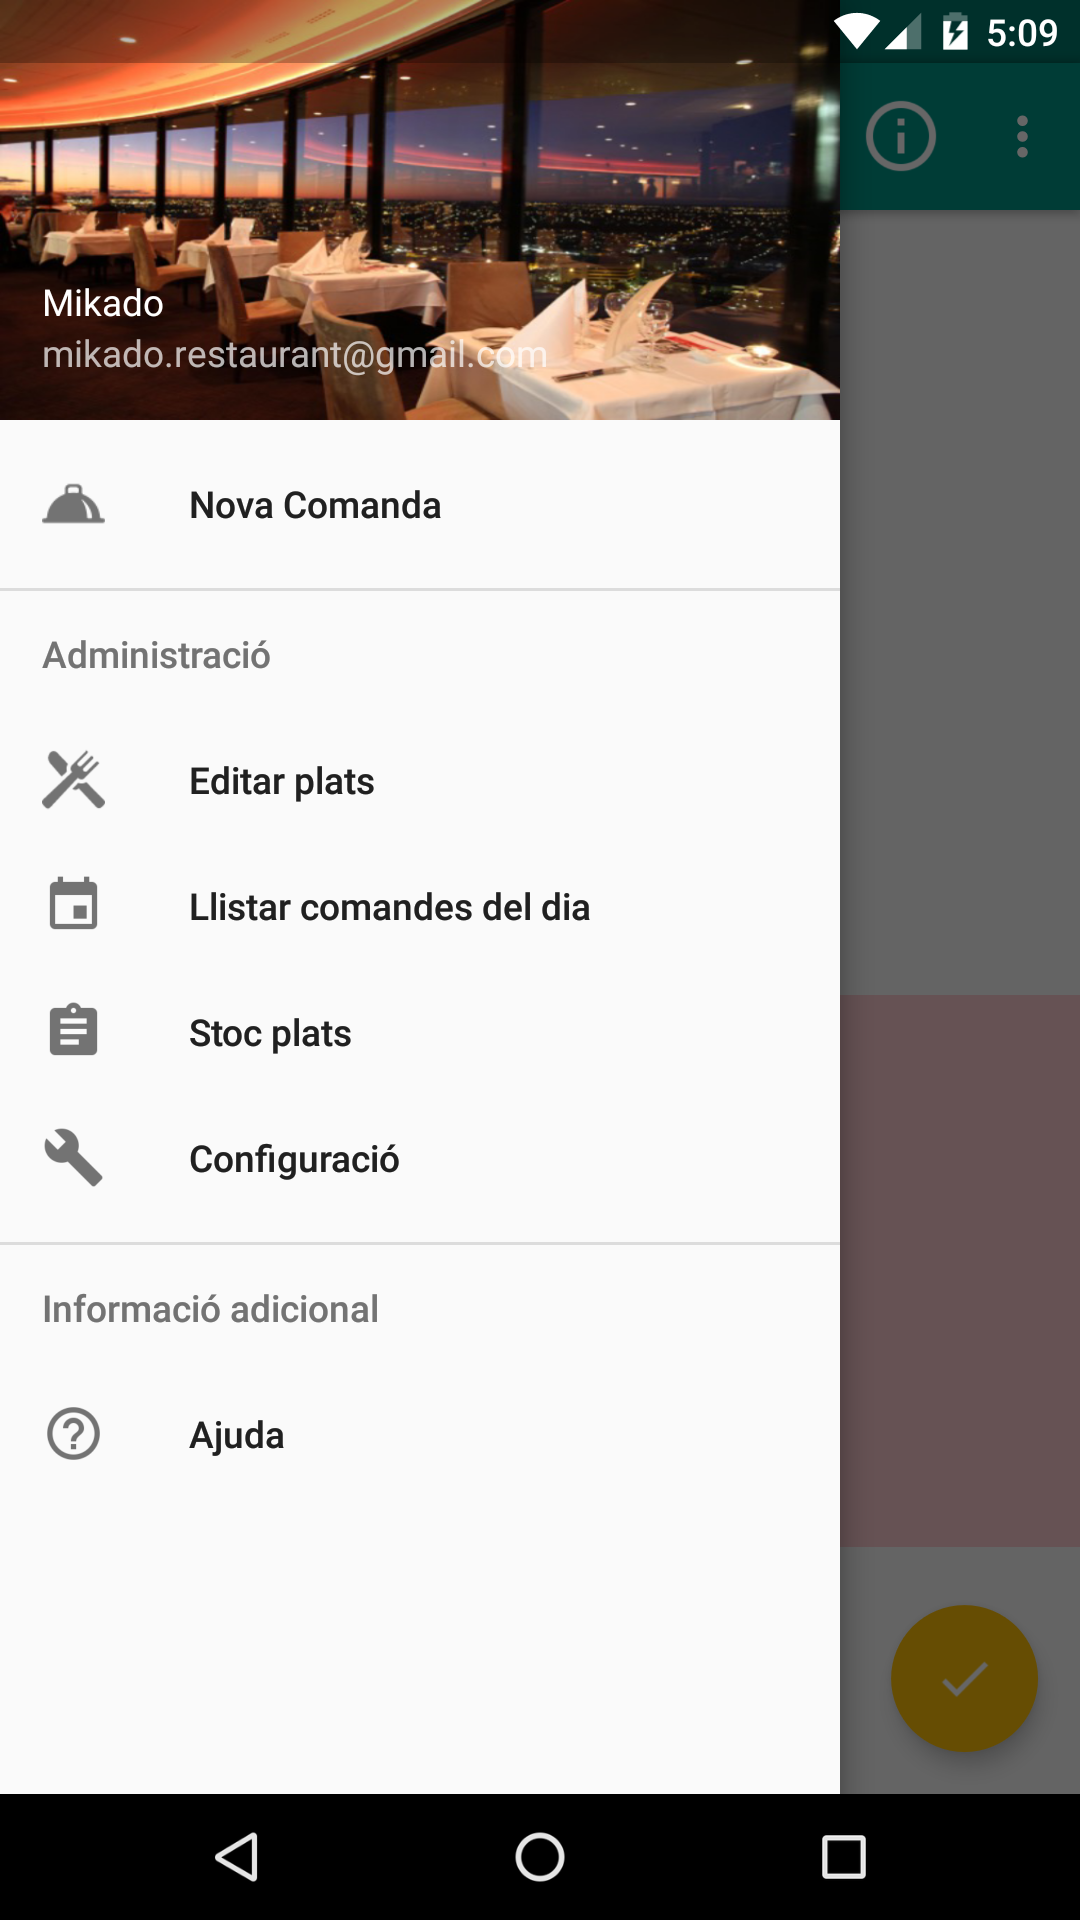 5:09
Mikado
mikado.restaurant@gmail.com
Nova Comanda
Administració
Editar plats
Llistar comandes del dia
Stoc plats
Configuració
Informació adicional
Ajuda